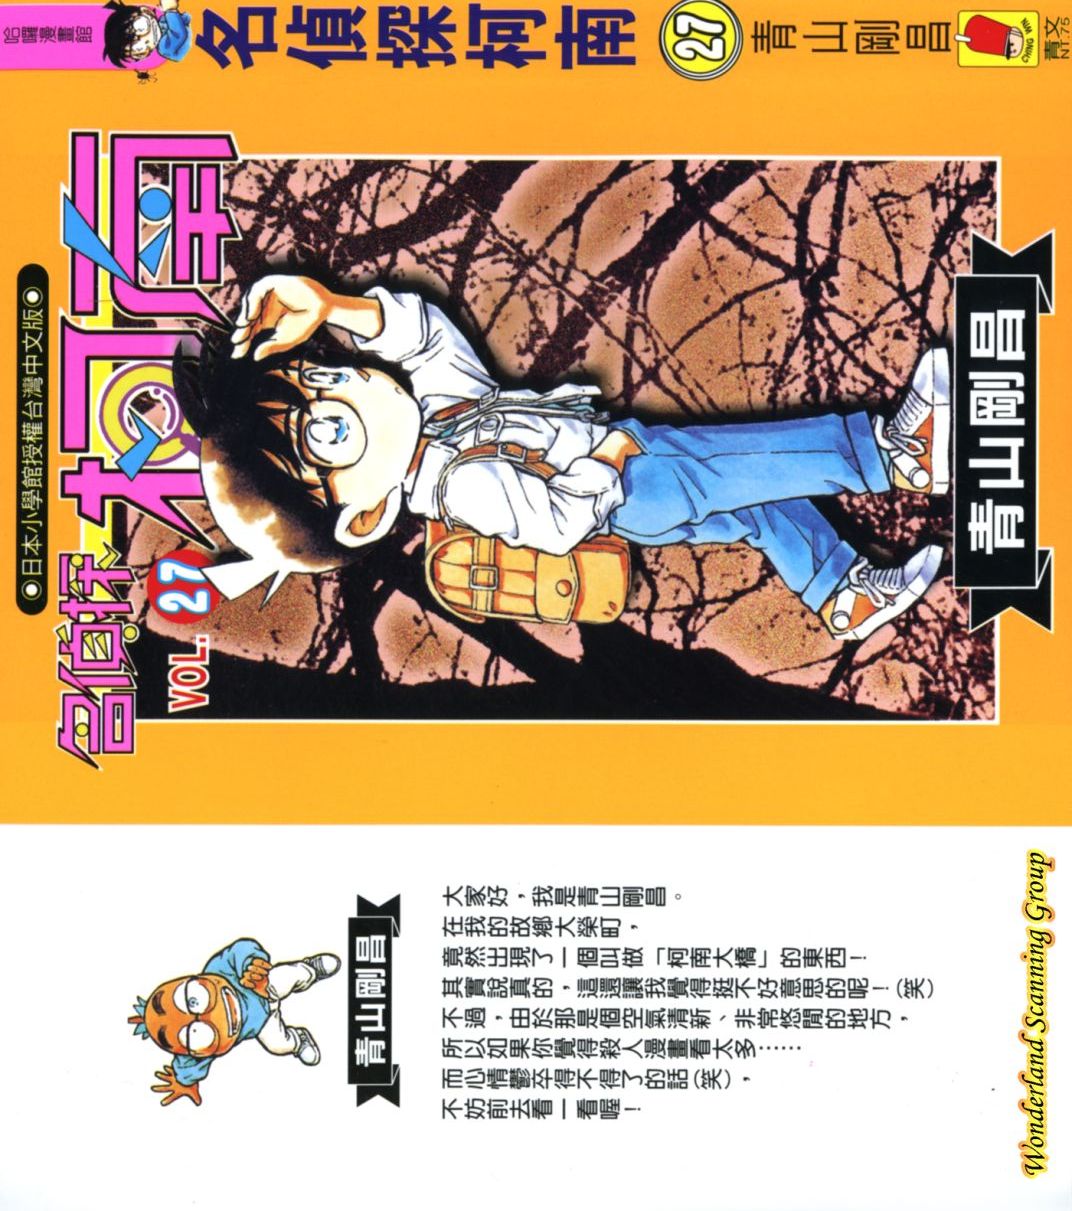 哈囉漫畫館
名偵探柯南
27
青山剛昌
CHING WIN
青文
NT:75
◉日本小學館授權台灣中文版◉
名偵探
柯南
VOL. 27
青山剛昌
青山剛昌
大家好，我是青山剛昌。
在我的故鄉大榮町，
竟然出現了一個叫做「柯南大橋」的東西！
其實說真的，這還讓我覺得挺不好意思的呢！（笑）
不過，由於那是個空氣清新、非常悠閒的地方，
所以如果你覺得殺人漫畫看太多……
而心情鬱卒得不得了的話（笑），
不妨前去看一看喔！
Wonderland Scanning Group